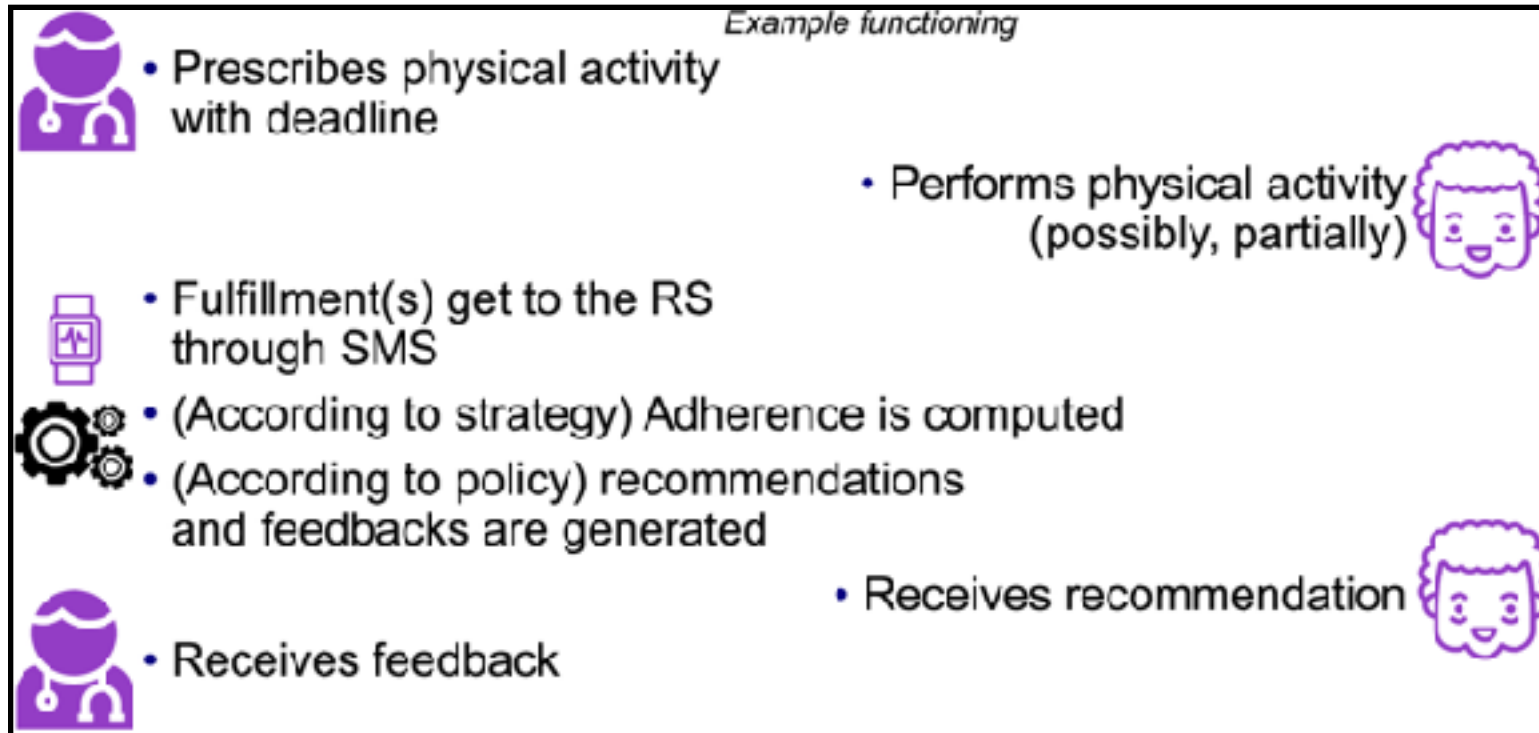 Example functioning
• Prescribes physical activity
with deadline
• Performs physical activity
(possibly, partially)
• Fulfillment(s) get to the RS
through SMS
• (According to strategy) Adherence is computed
• (According to policy) recommendations
and feedbacks are generated
• Receives recommendation
• Receives feedback